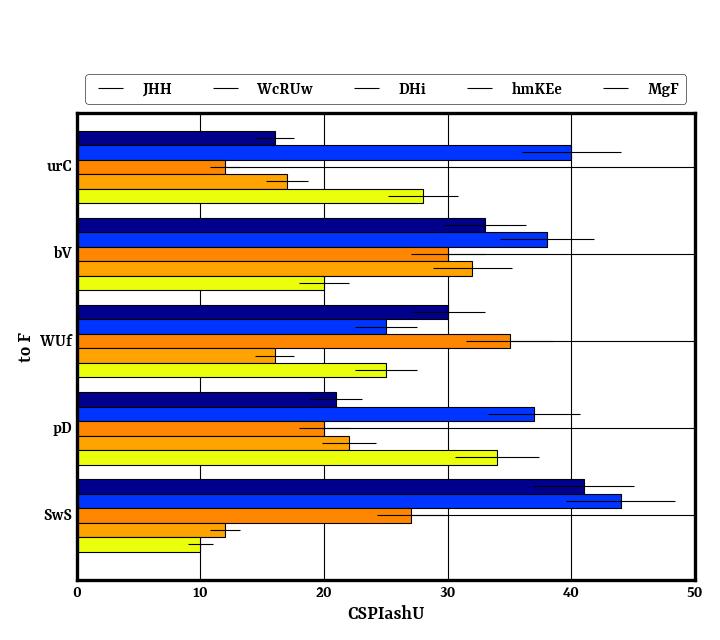 JHH WcRUw DHi hmKEe MgF
urC
bV
WUf
pD
SwS
to F
0 10 20 30 40 50
CSPIashU